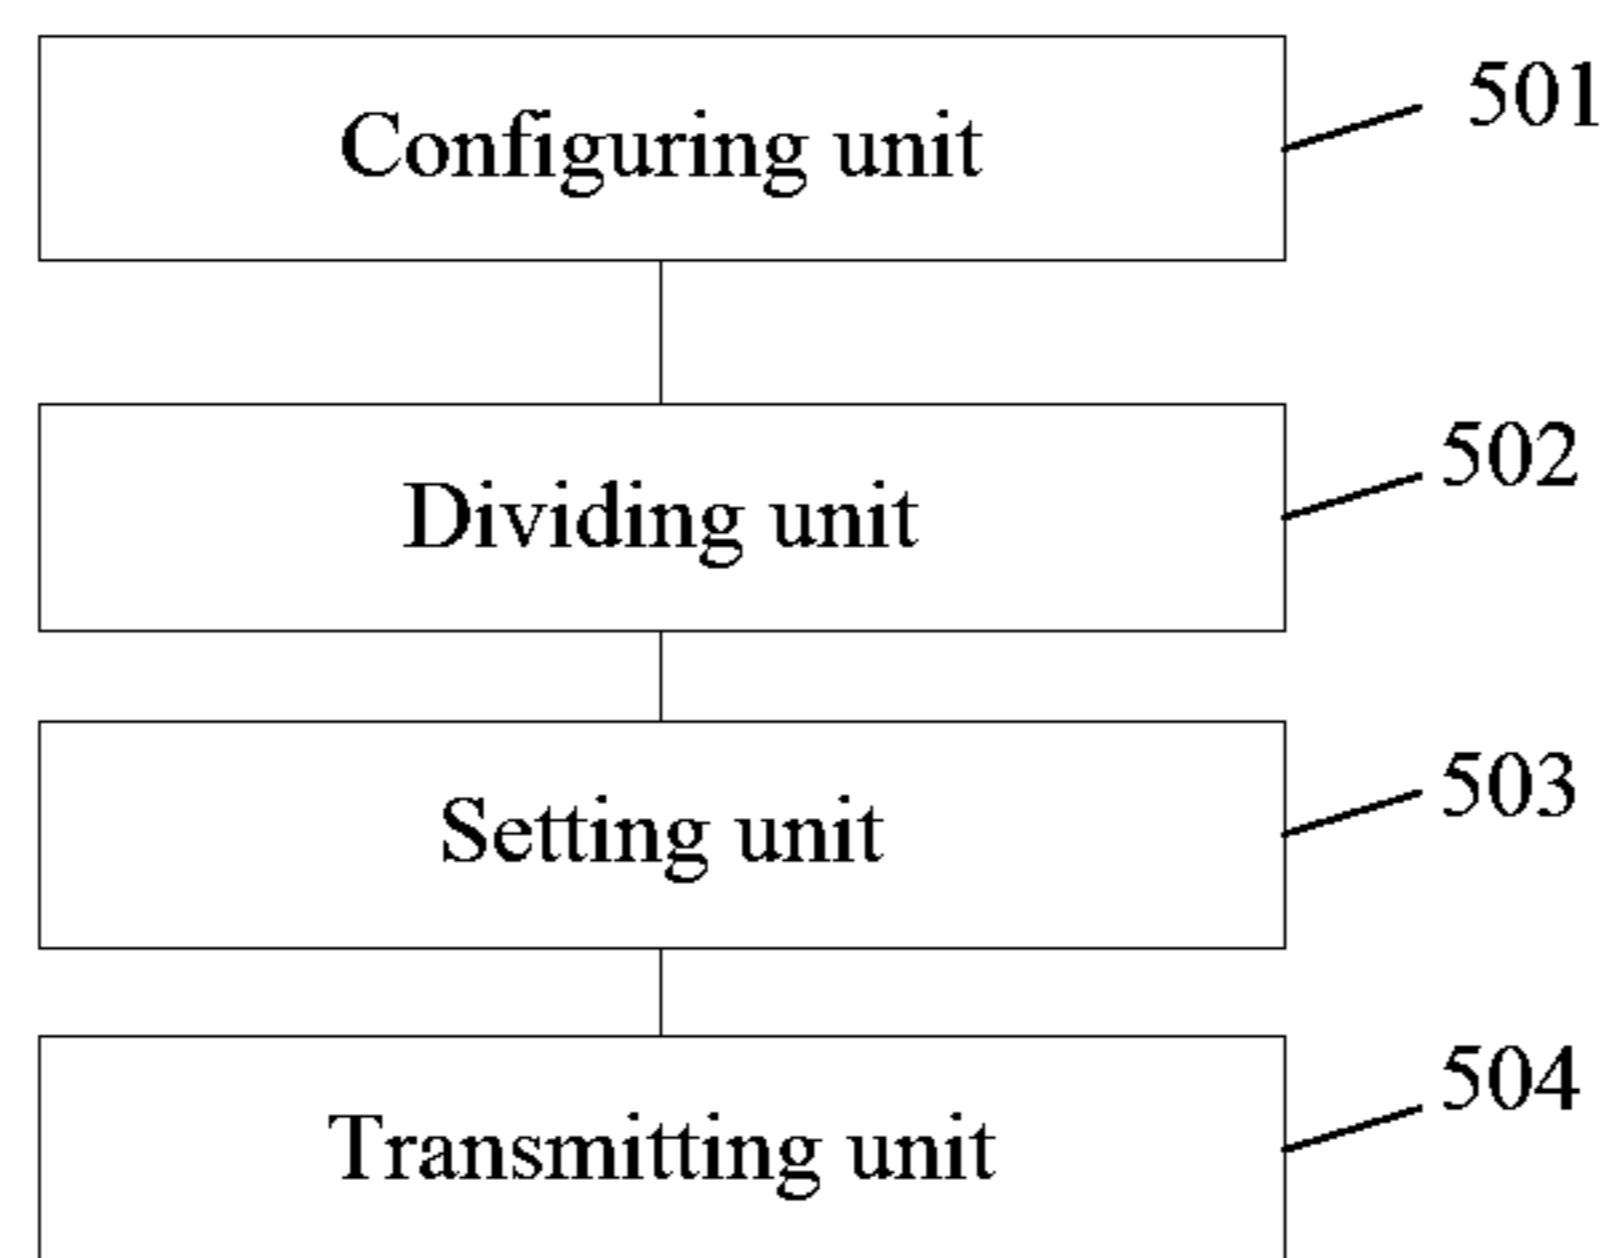 Configuring unit
501
Dividing unit
502
Setting unit
503
Transmitting unit
504